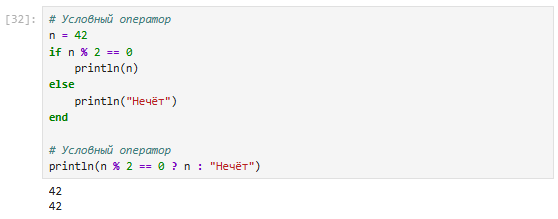 [32]:
# Условный оператор
n = 42
if n % 2 == 0
    println(n)
else
    println("Нечёт")
end

# Условный оператор
println(n % 2 == 0 ? n : "Нечёт")
42
42